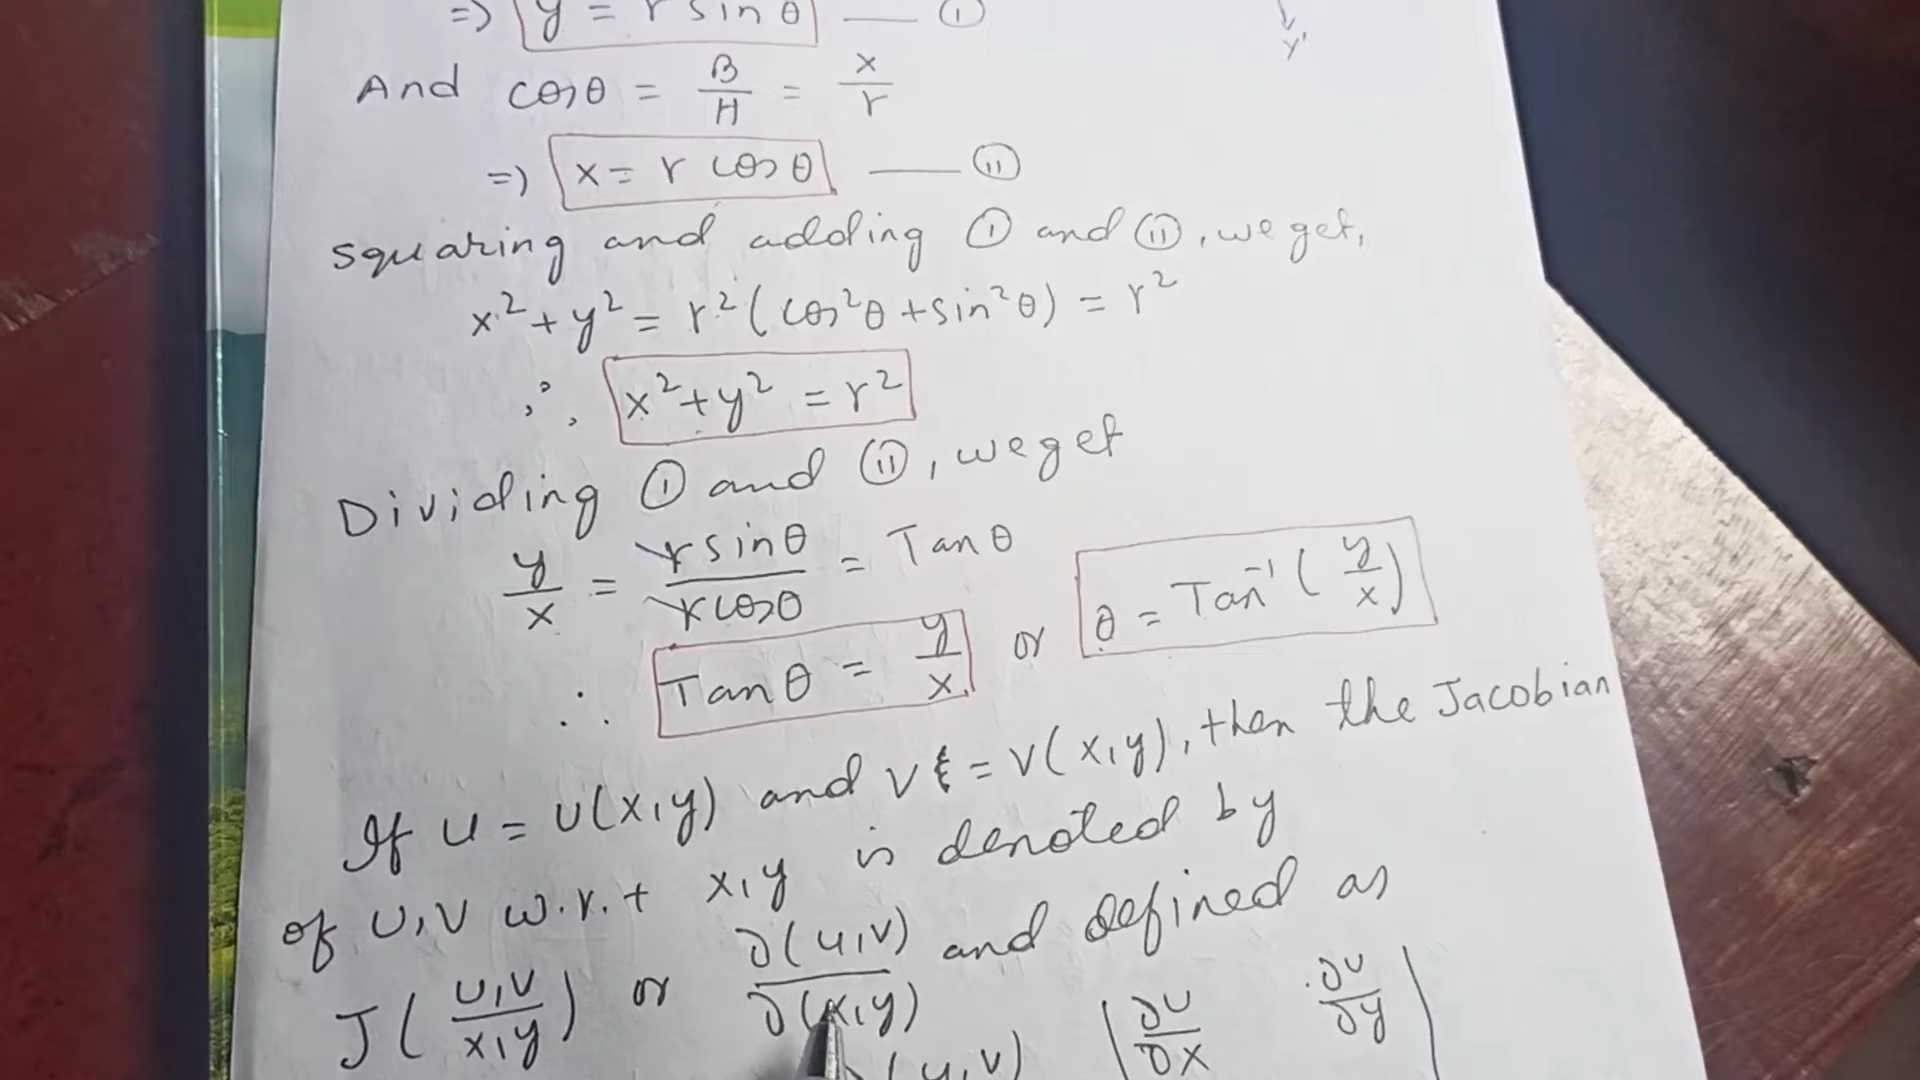 => y = r sin θ —— (i)
y'
And cos θ = B/H = x/r
=> x = r cos θ —— (ii)
squaring and adding (i) and (ii), we get,
x² + y² = r² (cos²θ + sin²θ) = r²
∴ x² + y² = r²
Dividing (i) and (ii), we get
y/x = r sin θ / r cos θ = Tan θ
∴ Tan θ = y/x or θ = Tan⁻¹ (y/x)
If u = u(x,y) and v = v(x,y), then the Jacobian
of u,v w.r.t x,y is denoted by
J(u,v/x,y) or ∂(u,v)/∂(x,y) and defined as
(u,v) | ∂u/∂x ∂u/∂y |